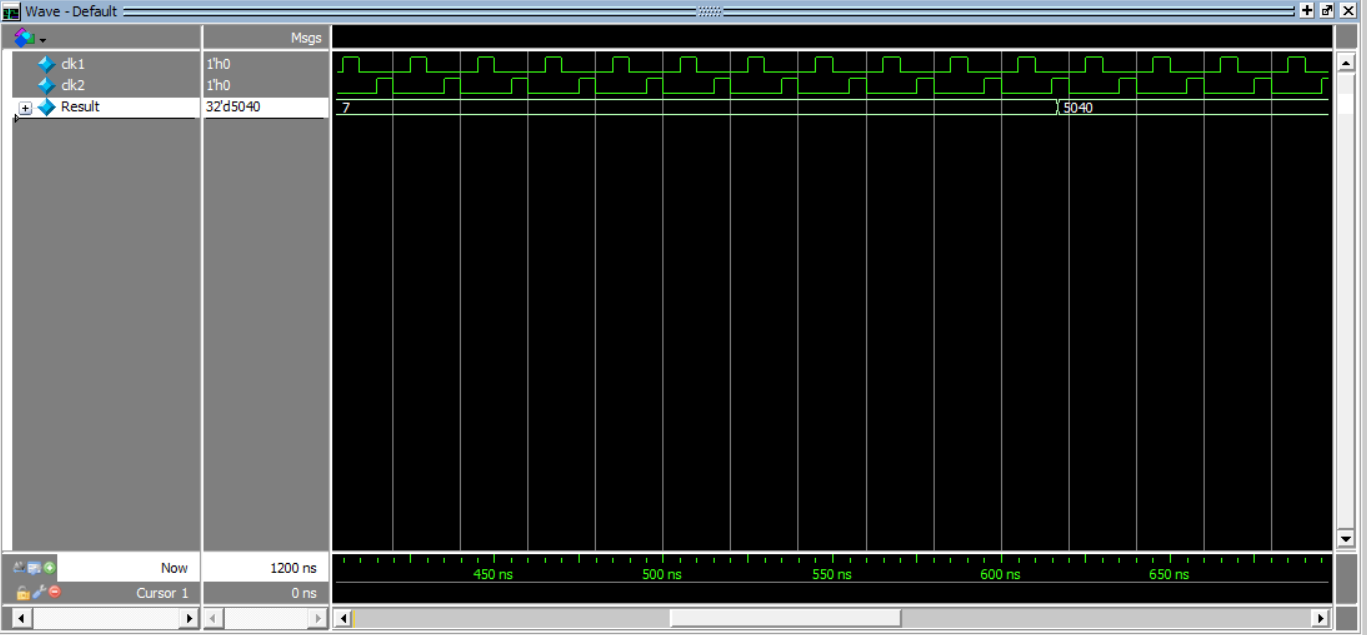 Wave - Default
Msgs
clk1 1'h0
clk2 1'h0
Result 32'd5040 7 5040
Now 1200 ns 450 ns 500 ns 550 ns 600 ns 650 ns
Cursor 1 0 ns